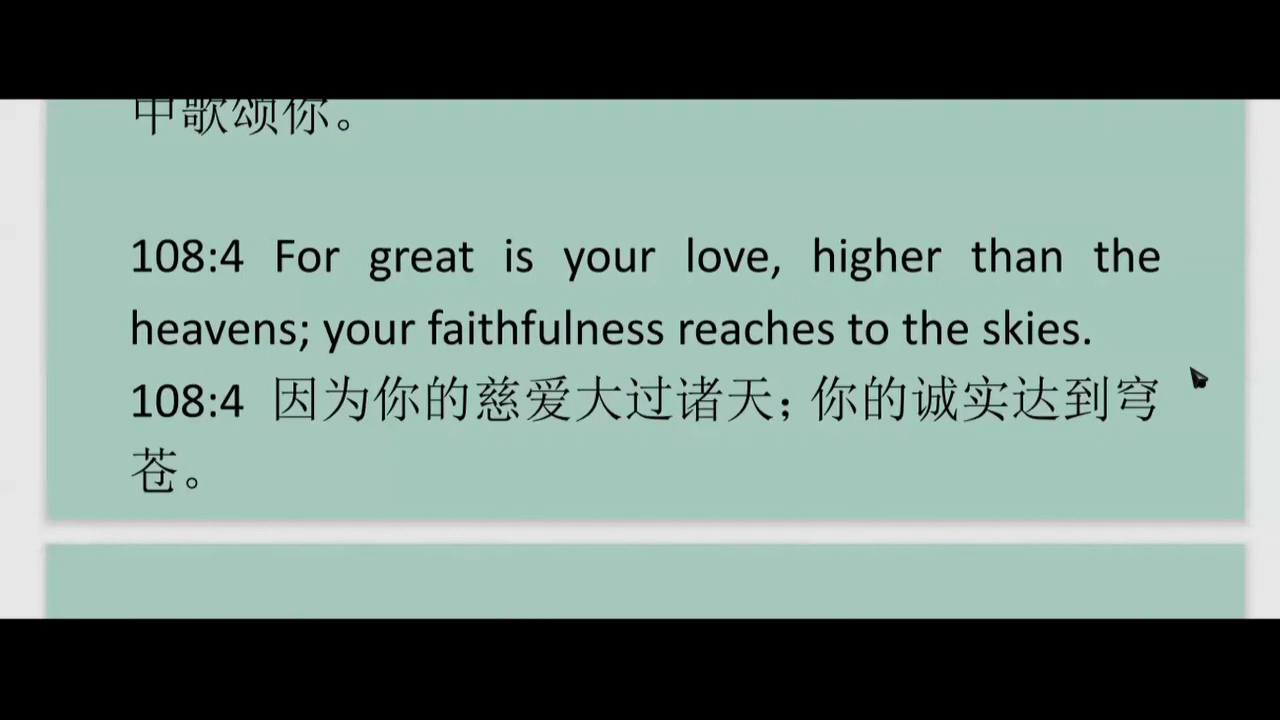 中歌颂你。
108:4 For great is your love, higher than the
heavens; your faithfulness reaches to the skies.
108:4 因为你的慈爱大过诸天；你的诚实达到穹
苍。